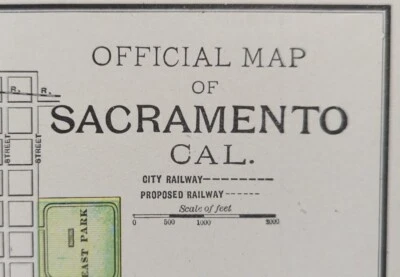 OFFICIAL MAP
OF
R. R.
SACRAMENTO
CAL.
STREET
STREET
CITY RAILWAY
PROPOSED RAILWAY
Scale of feet
0 500 1000 2000
EAST PARK